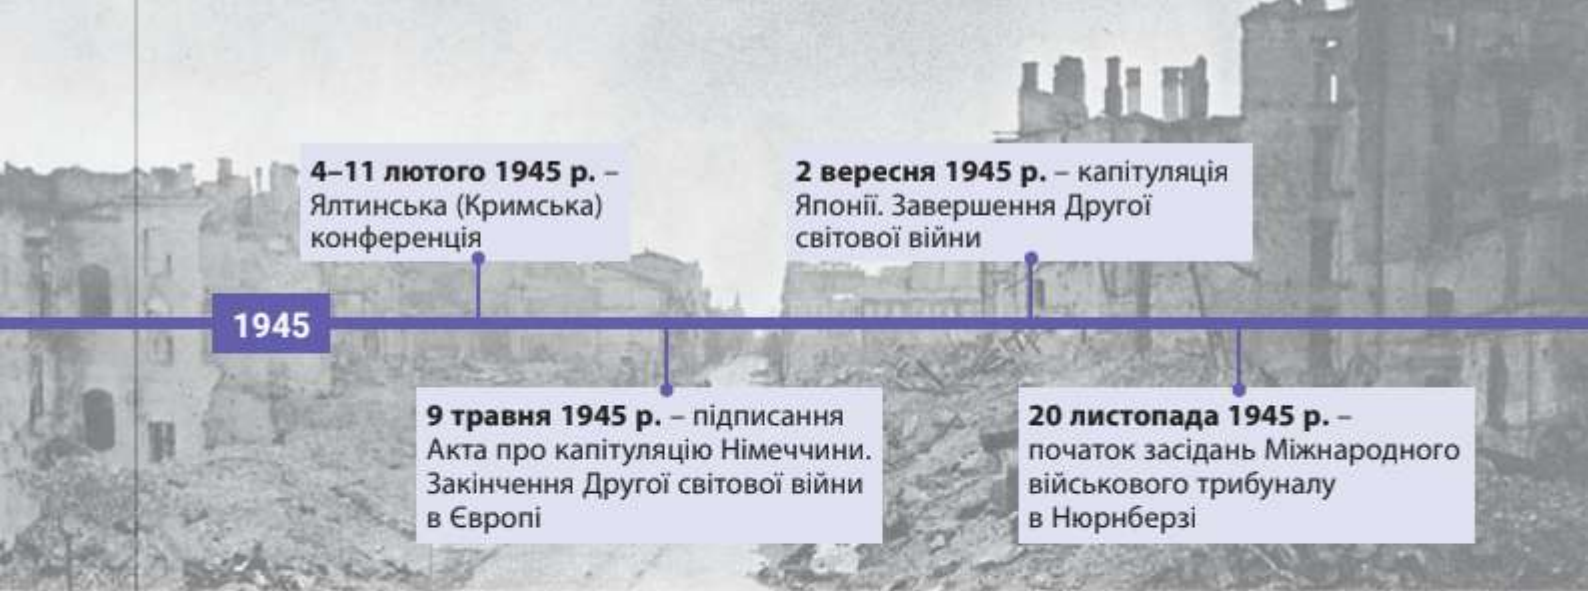 1945
4–11 лютого 1945 р. –
Ялтинська (Кримська)
конференція
9 травня 1945 р. – підписання
Акта про капітуляцію Німеччини.
Закінчення Другої світової війни
в Європі
2 вересня 1945 р. – капітуляція
Японії. Завершення Другої
світової війни
20 листопада 1945 р. –
початок засідань Міжнародного
військового трибуналу
в Нюрнберзі